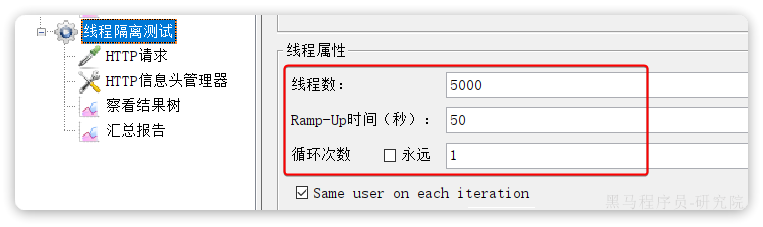 线程隔离测试
HTTP请求
HTTP信息头管理器
察看结果树
汇总报告
线程属性
线程数： 5000
Ramp-Up时间（秒）： 50
循环次数 永远 1
Same user on each iteration
黑马程序员-研究院